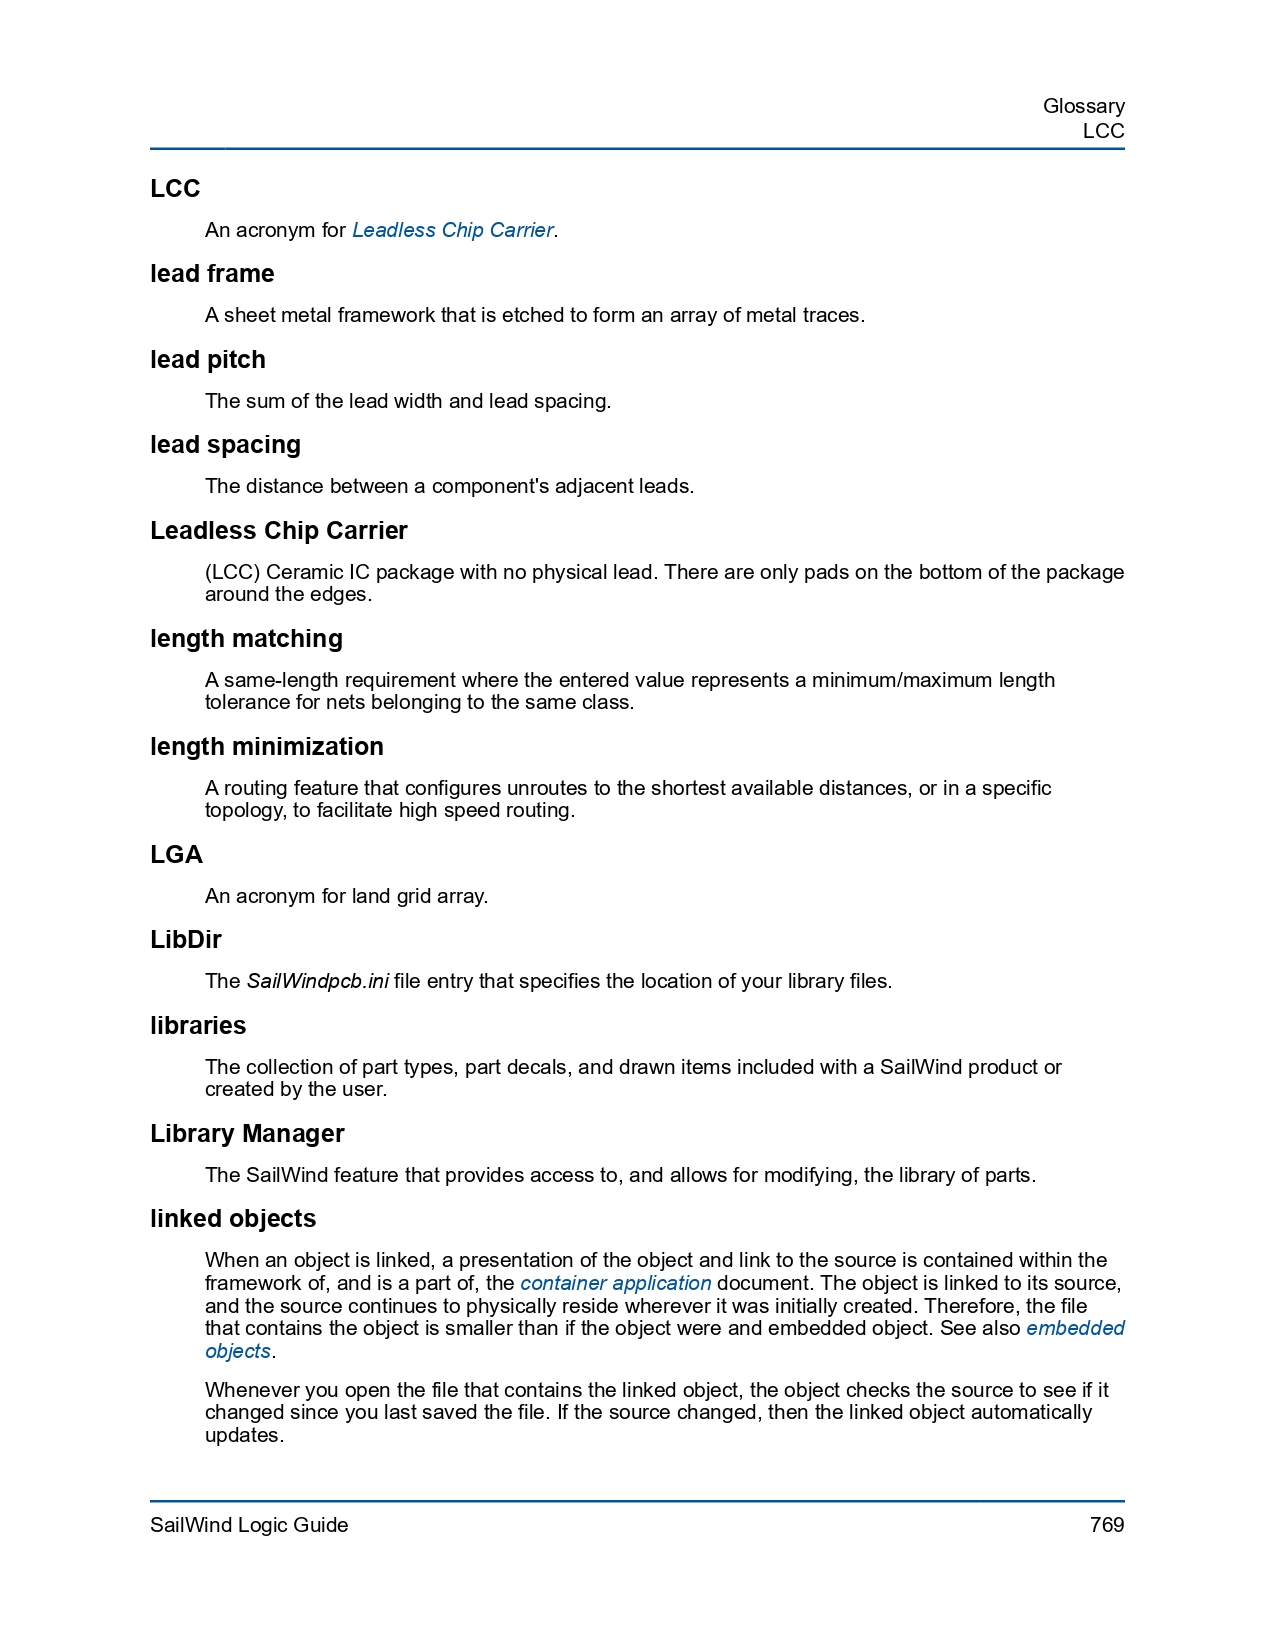 Glossary
LCC
LCC
An acronym for Leadless Chip Carrier.
lead frame
A sheet metal framework that is etched to form an array of metal traces.
lead pitch
The sum of the lead width and lead spacing.
lead spacing
The distance between a component's adjacent leads.
Leadless Chip Carrier
(LCC) Ceramic IC package with no physical lead. There are only pads on the bottom of the package
around the edges.
length matching
A same-length requirement where the entered value represents a minimum/maximum length
tolerance for nets belonging to the same class.
length minimization
A routing feature that configures unroutes to the shortest available distances, or in a specific
topology, to facilitate high speed routing.
LGA
An acronym for land grid array.
LibDir
The SailWindpcb.ini file entry that specifies the location of your library files.
libraries
The collection of part types, part decals, and drawn items included with a SailWind product or
created by the user.
Library Manager
The SailWind feature that provides access to, and allows for modifying, the library of parts.
linked objects
When an object is linked, a presentation of the object and link to the source is contained within the
framework of, and is a part of, the container application document. The object is linked to its source,
and the source continues to physically reside wherever it was initially created. Therefore, the file
that contains the object is smaller than if the object were and embedded object. See also embedded
objects.
Whenever you open the file that contains the linked object, the object checks the source to see if it
changed since you last saved the file. If the source changed, then the linked object automatically
updates.
SailWind Logic Guide
769